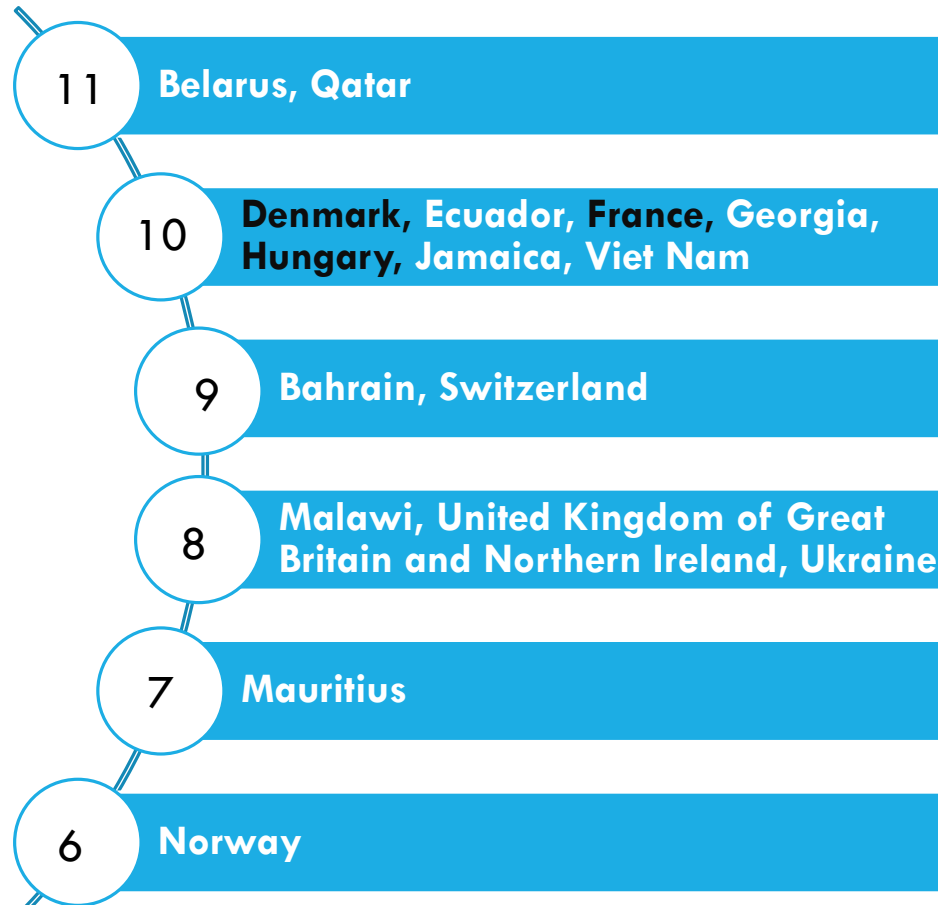 11
Belarus, Qatar
10
Denmark, Ecuador, France, Georgia,
Hungary, Jamaica, Viet Nam
9
Bahrain, Switzerland
8
Malawi, United Kingdom of Great
Britain and Northern Ireland, Ukraine
7
Mauritius
6
Norway